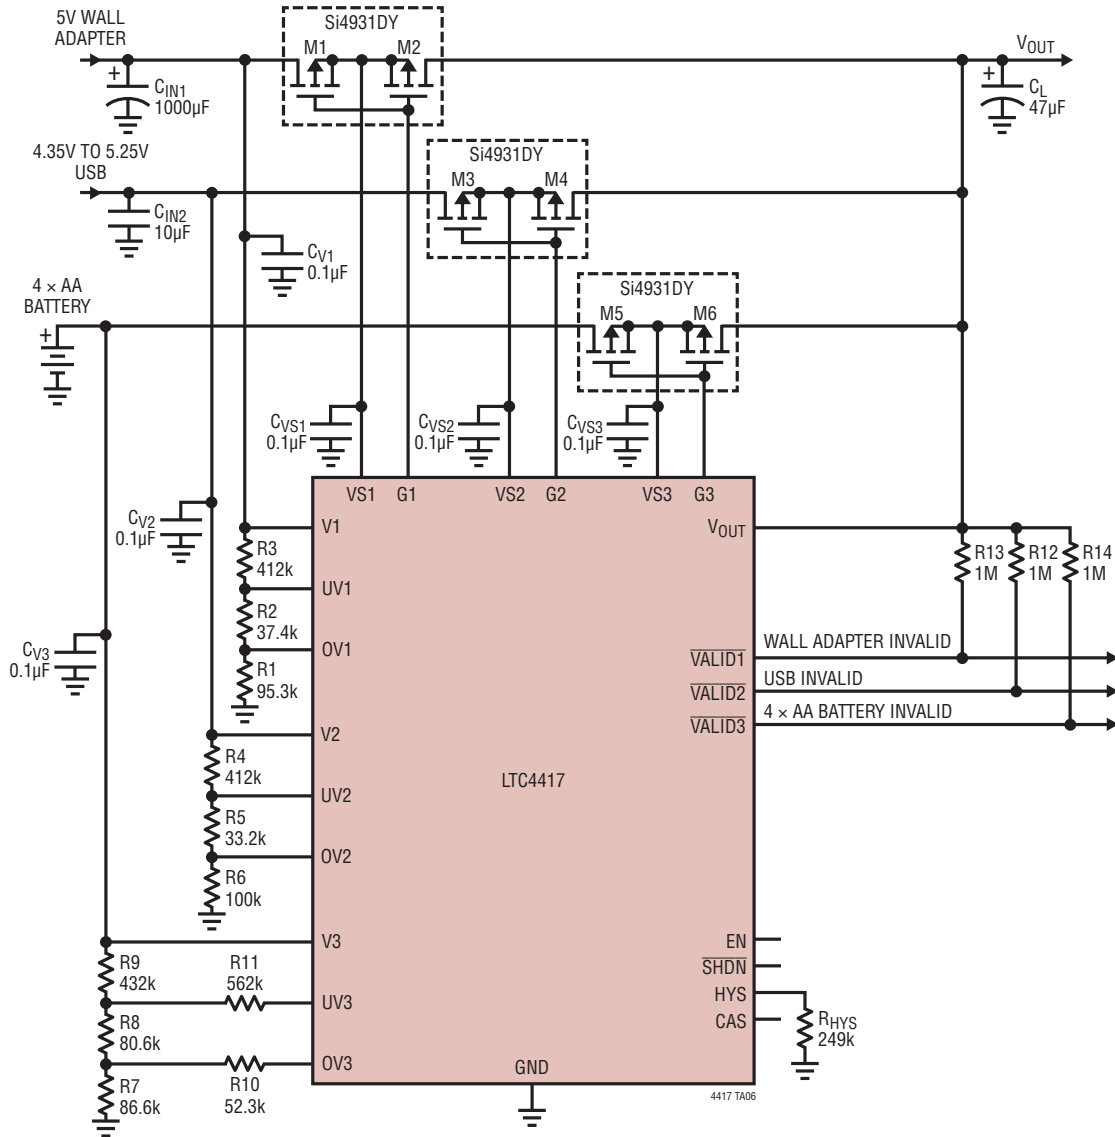 5V WALL
ADAPTER
Si4931DY
M1
M2
VOUT
+
CIN1
1000µF
+
CL
47µF
4.35V TO 5.25V
USB
Si4931DY
M3
M4
CIN2
10µF
CV1
0.1µF
4 × AA
BATTERY
+
Si4931DY
M5
M6
CVS1
0.1µF
CVS2
0.1µF
CVS3
0.1µF
VS1
G1
VS2
G2
VS3
G3
CV2
0.1µF
V1
VOUT
R3
412k
R13
1M
R12
1M
R14
1M
UV1
R2
37.4k
OV1
CV3
0.1µF
R1
95.3k
VALID1
WALL ADAPTER INVALID
VALID2
USB INVALID
VALID3
4 × AA BATTERY INVALID
V2
R4
412k
LTC4417
UV2
R5
33.2k
OV2
R6
100k
V3
EN
R9
432k
R11
562k
SHDN
UV3
HYS
R8
80.6k
CAS
RHYS
249k
OV3
R7
86.6k
R10
52.3k
GND
4417 TA06